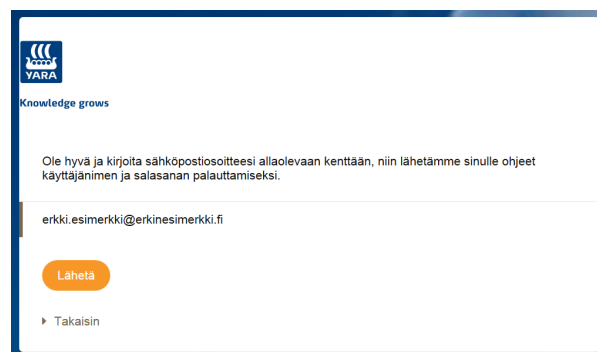 YARA
Knowledge grows
Ole hyvä ja kirjoita sähköpostiosoitteesi allaolevaan kenttään, niin lähetämme sinulle ohjeet
käyttäjänimen ja salasanan palauttamiseksi.
erkki.esimerkki@erkinesimerkki.fi
Lähetä
Takaisin